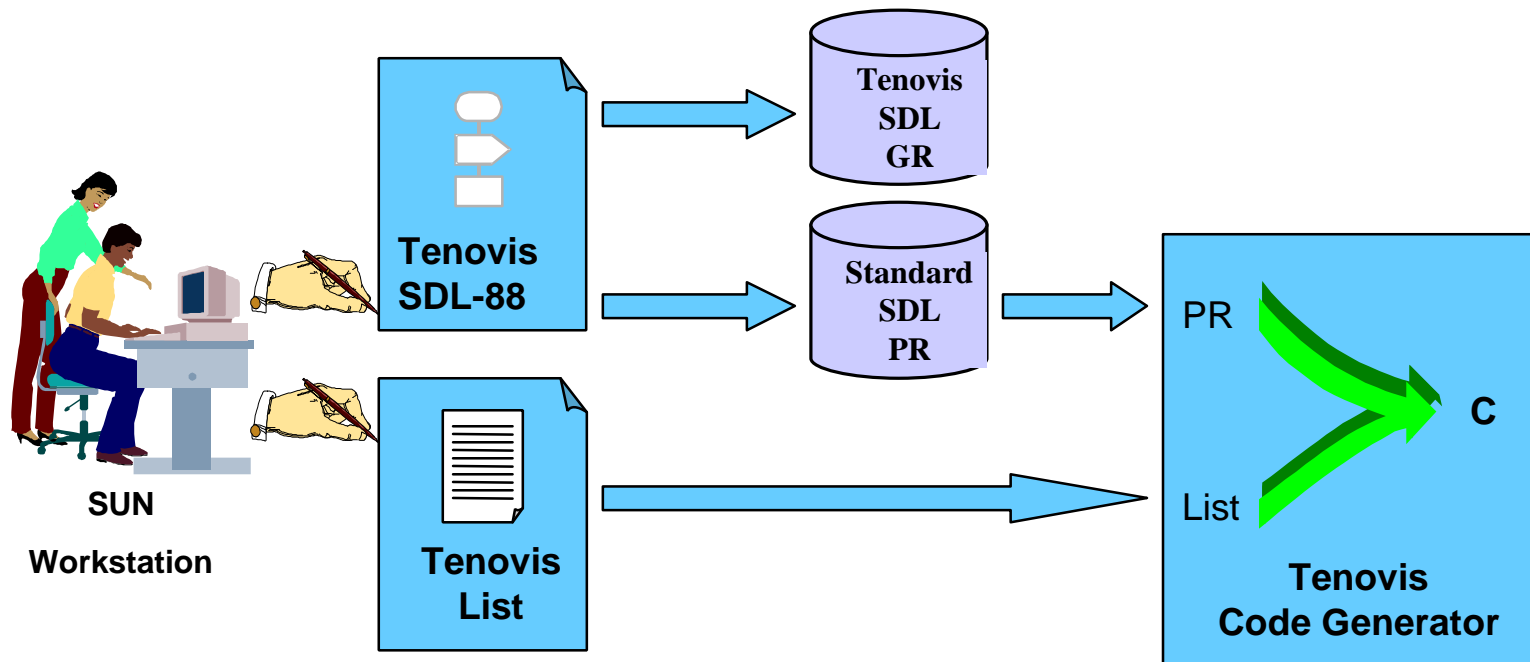 SUN
Workstation
Tenovis
SDL-88
Tenovis
List
Tenovis
SDL
GR
Standard
SDL
PR
PR
List
C
Tenovis
Code Generator